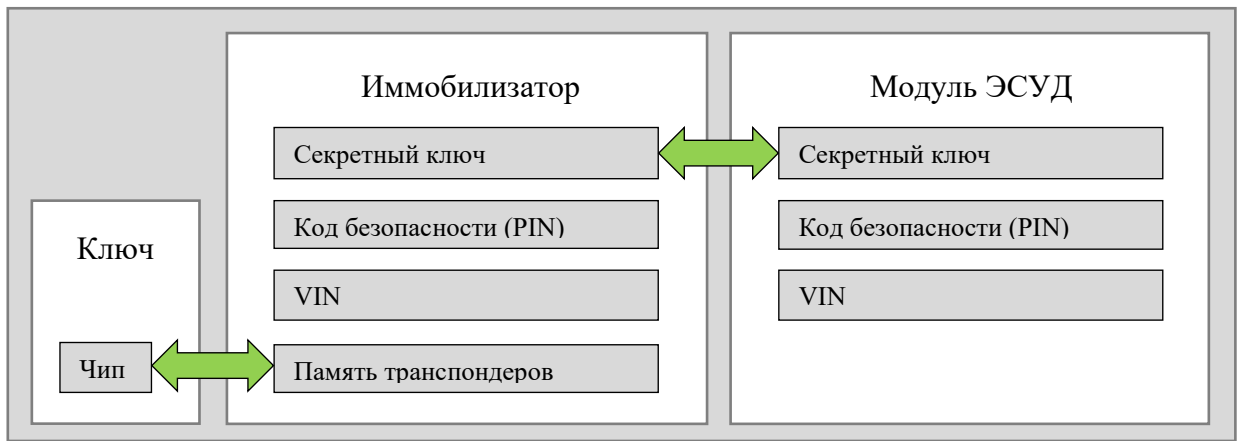 Иммобилизатор
Секретный ключ
Код безопасности (PIN)
VIN
Память транспондеров
Модуль ЭСУД
Секретный ключ
Код безопасности (PIN)
VIN
Ключ
Чип